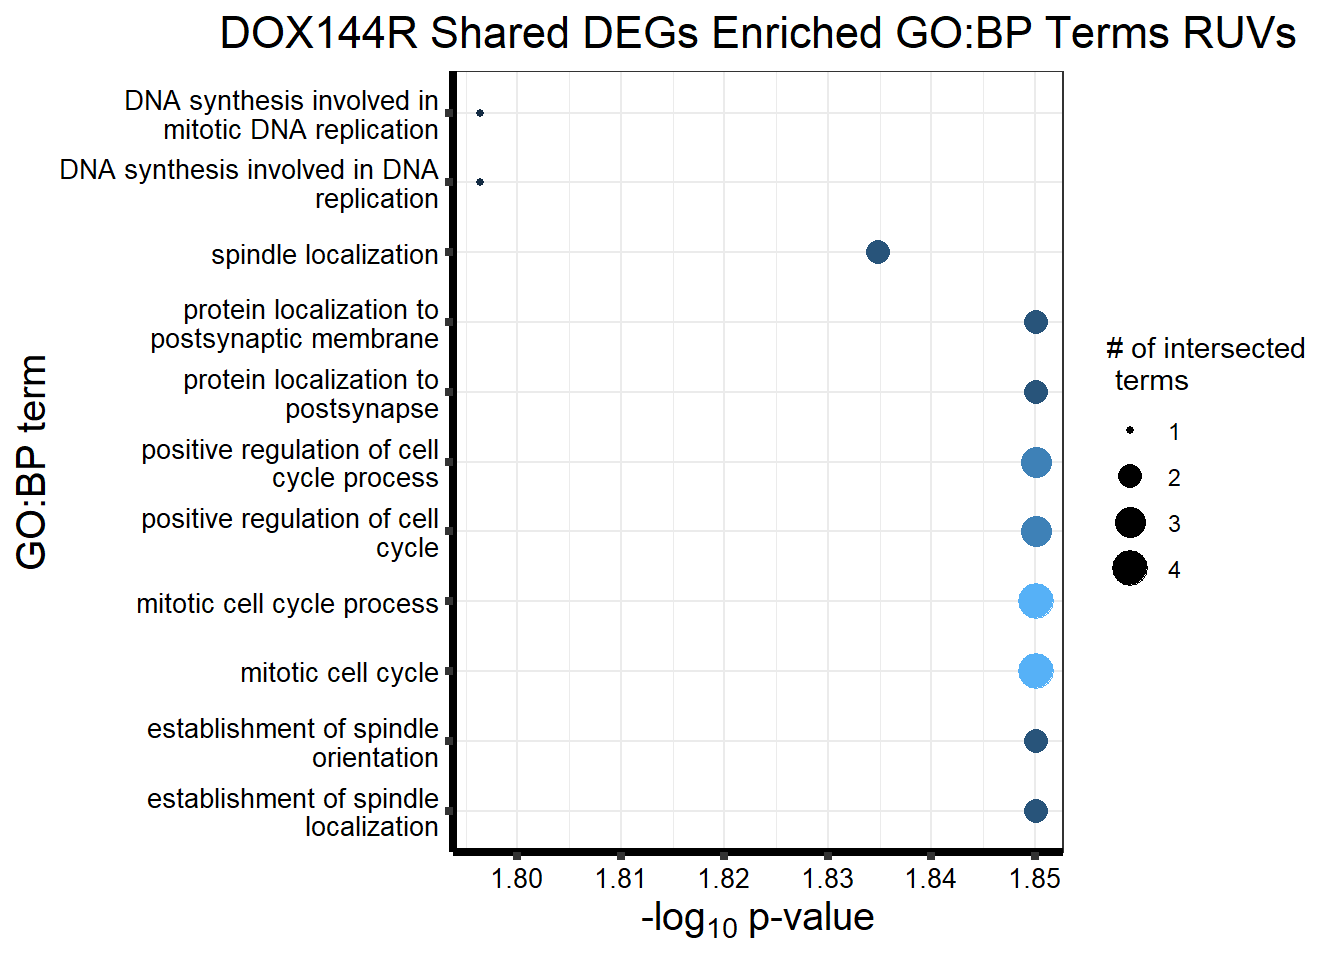 DOX144R Shared DEGs Enriched GO:BP Terms RUVs
GO:BP term
DNA synthesis involved in
mitotic DNA replication
DNA synthesis involved in DNA
replication
spindle localization
protein localization to
postsynaptic membrane
protein localization to
postsynapse
positive regulation of cell
cycle process
positive regulation of cell
cycle
mitotic cell cycle process
mitotic cell cycle
establishment of spindle
orientation
establishment of spindle
localization
1.80 1.81 1.82 1.83 1.84 1.85
-log10 p-value
# of intersected
terms
1
2
3
4